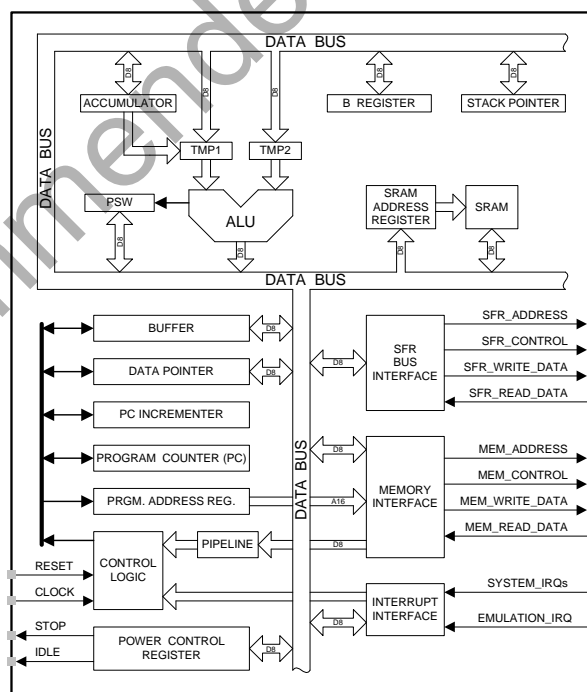 DATA BUS
D8
D8
D8
D8
D8
ACCUMULATOR
B REGISTER
STACK POINTER
DATA BUS
TMP1
TMP2
PSW
ALU
SRAM ADDRESS REGISTER
SRAM
D8
D8
D8
D8
DATA BUS
BUFFER
D8
DATA POINTER
D8
PC INCREMENTER
PROGRAM COUNTER (PC)
PRGM. ADDRESS REG.
A16
DATA BUS
D8
SFR BUS INTERFACE
SFR_ADDRESS
SFR_CONTROL
SFR_WRITE_DATA
SFR_READ_DATA
D8
MEMORY INTERFACE
MEM_ADDRESS
MEM_CONTROL
MEM_WRITE_DATA
MEM_READ_DATA
RESET
CLOCK
CONTROL LOGIC
PIPELINE
D8
INTERRUPT INTERFACE
SYSTEM_IRQs
EMULATION_IRQ
D8
STOP
IDLE
POWER CONTROL REGISTER
D8